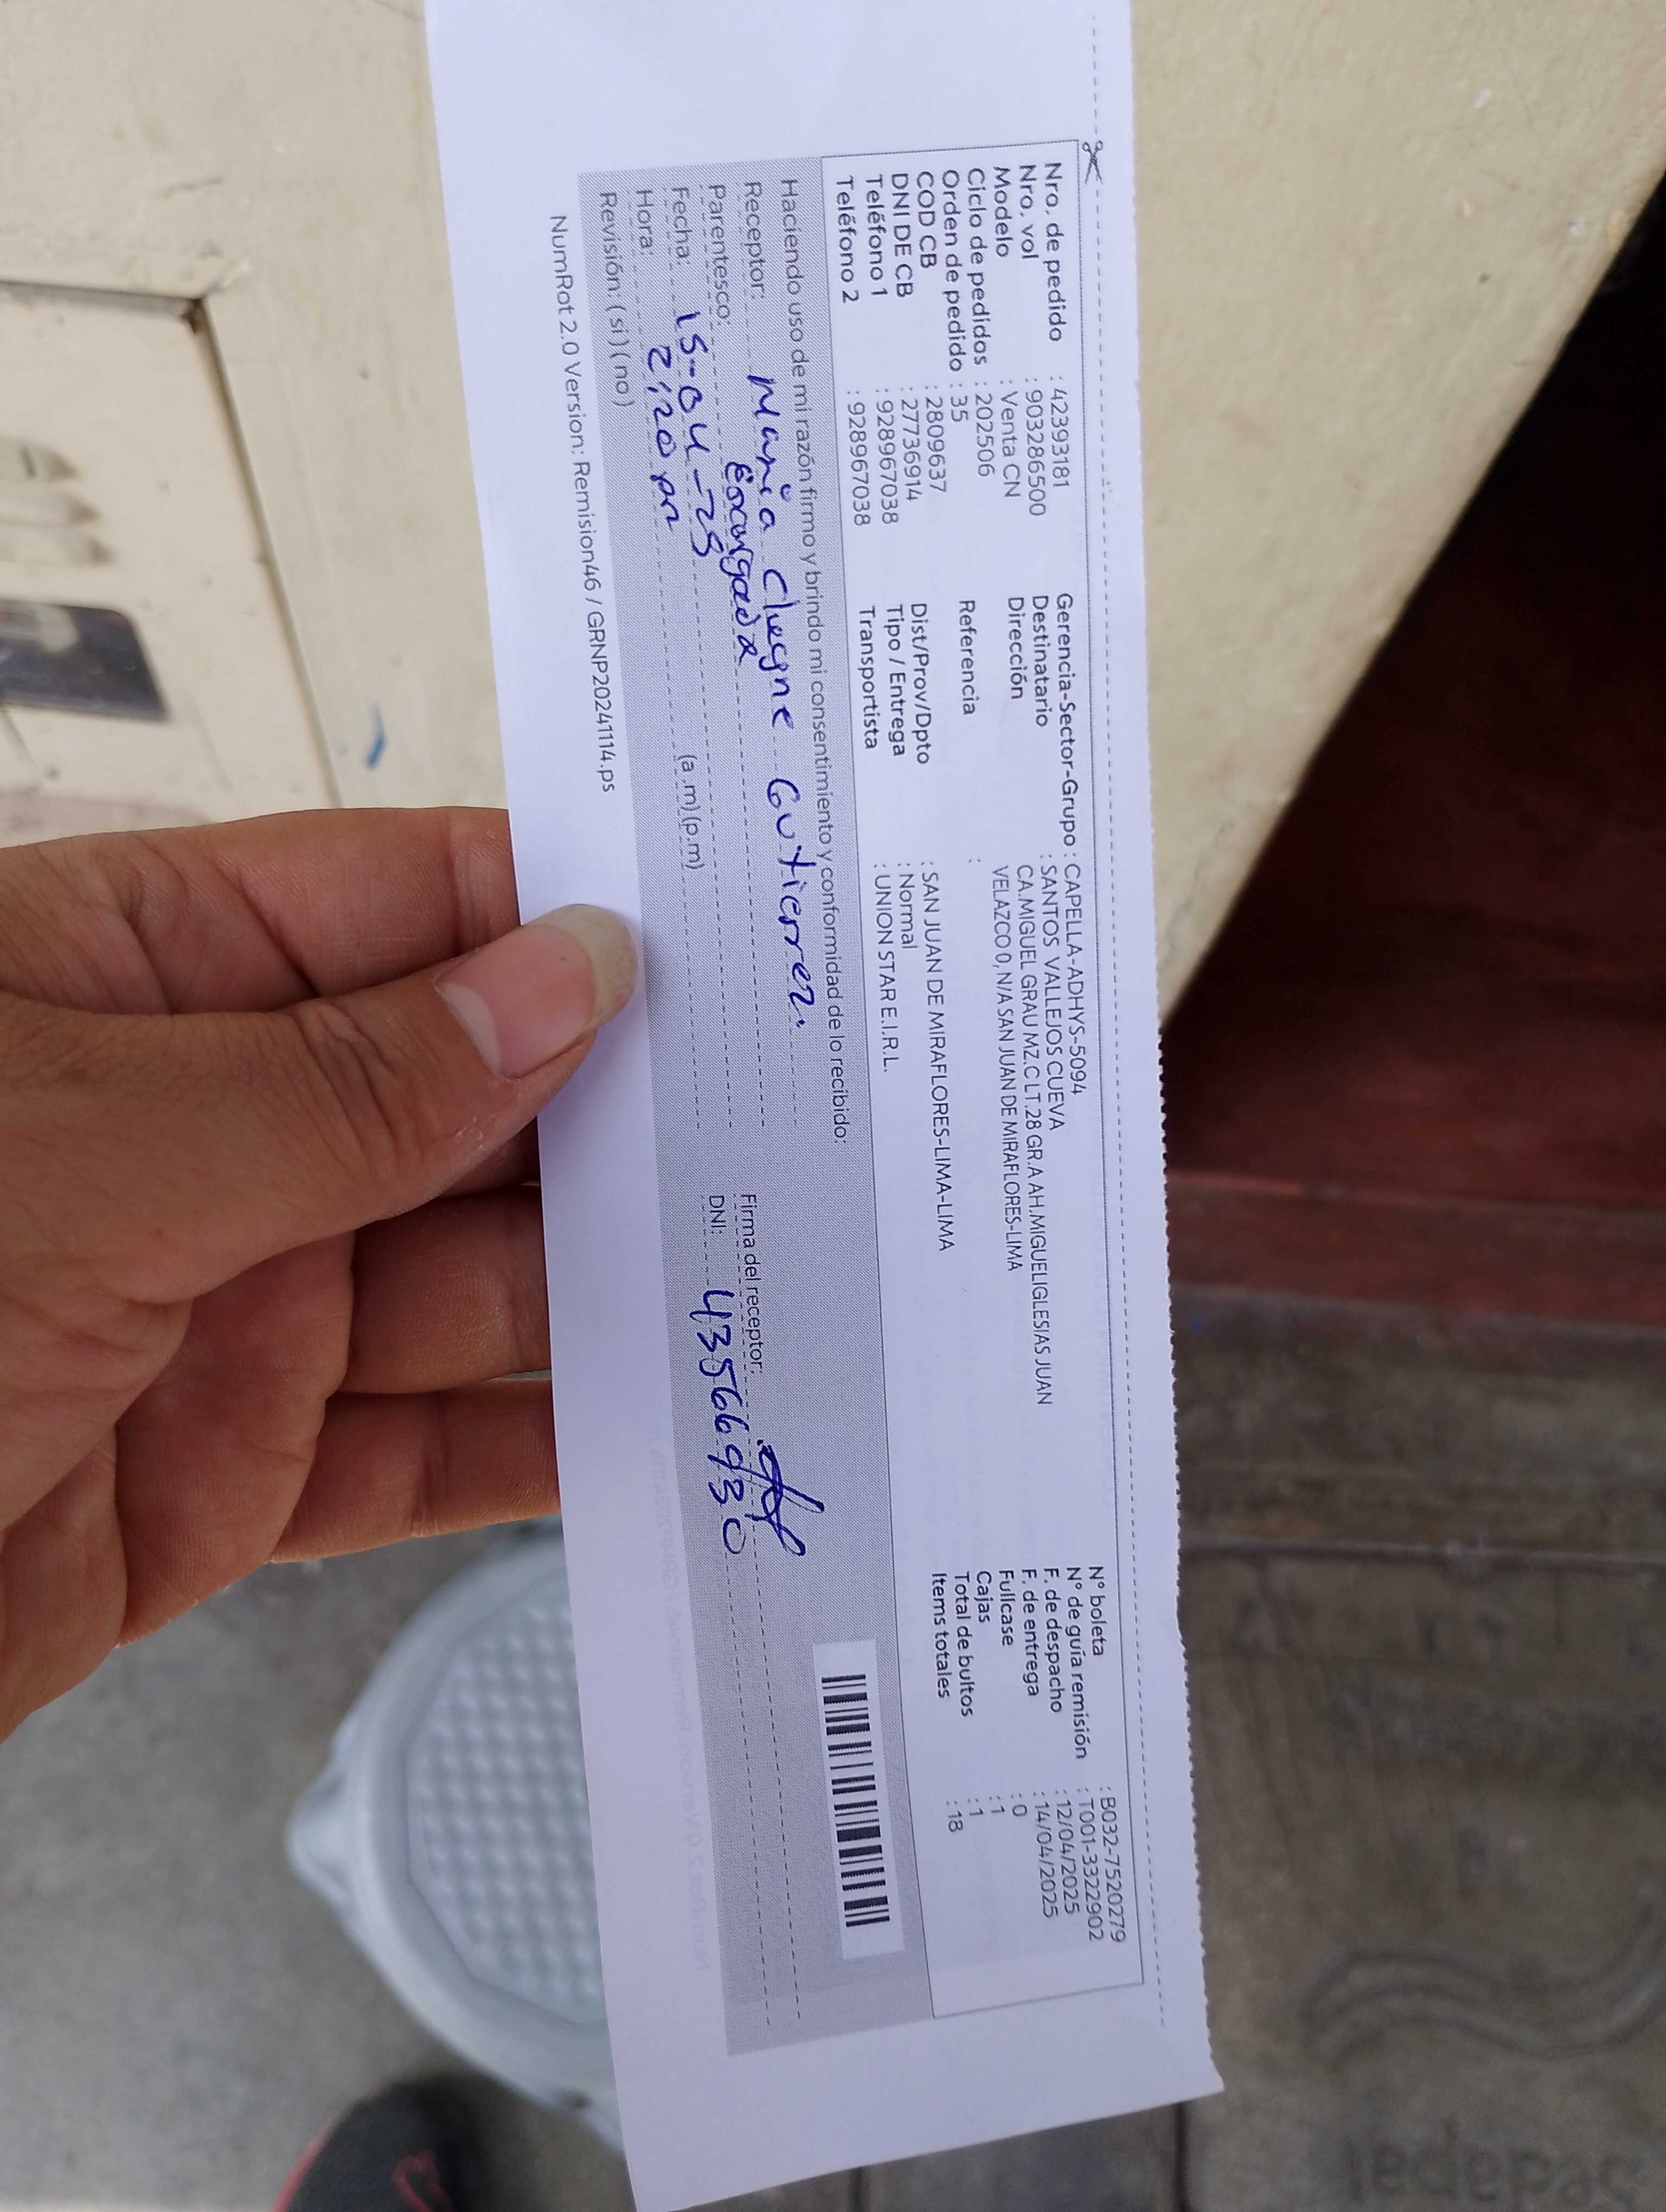 Nro. de pedido : 42393181
Nro. vol : 903286500
Modelo : Venta CN
Ciclo de pedidos : 202506
Orden de pedido : 35
COD CB : 2809637
DNI DE CB : 27736914
Teléfono 1 : 928967038
Teléfono 2 : 928967038
Gerencia-Sector-Grupo : CAPELLA-ADHYS-5094
Destinatario : SANTOS VALLEJOS CUEVA
Dirección CA.MIGUEL GRAU MZ.C LT.28 GR.A AH.MIGUELIGLESIAS JUAN
VELAZCO 0, N/A SAN JUAN DE MIRAFLORES-LIMA
Referencia :
Dist/Prov/Dpto : SAN JUAN DE MIRAFLORES-LIMA-LIMA
Tipo / Entrega : Normal
Transportista : UNION STAR E.I.R.L.
N° boleta : B032-7520279
N° de guía remisión : T001-33222902
F. de despacho : 12/04/2025
F. de entrega : 14/04/2025
Fullcase : 0
Cajas : 1
Total de bultos : 1
Items totales : 18
Haciendo uso de mi razón firmo y brindo mi consentimiento y conformidad de lo recibido:
Receptor: Maria Gutierrez.
Parentesco: Encargada
Fecha: 15-04-25
Hora: 2:20 pm (a.m) (p.m)
Revisión: ( si ) ( no )
Firma del receptor:
DNI: 43566930
NumRot 2.0 Version: Remision46 / GRNP20241114.ps